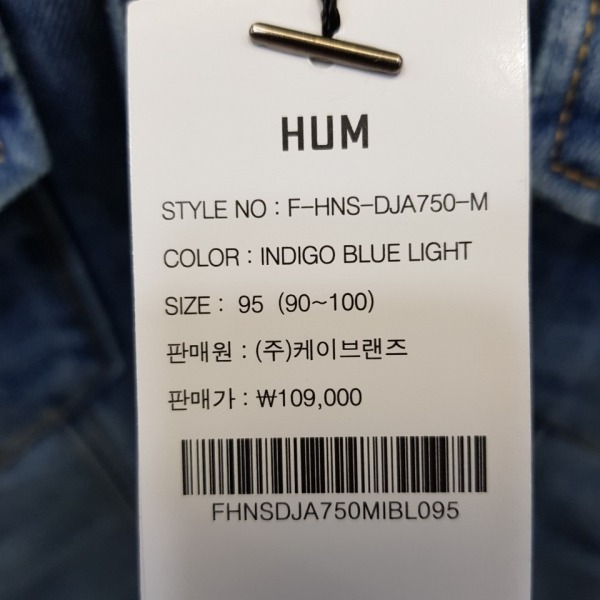 HUM
STYLE NO : F-HNS-DJA750-M
COLOR : INDIGO BLUE LIGHT
SIZE : 95 (90~100)
판매원 : (주)케이브랜즈
판매가 : ₩109,000
FHNSDJA750MIBL095